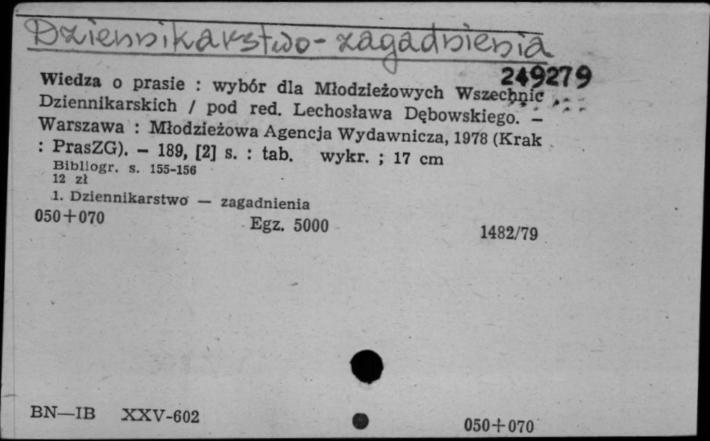 Dziennikarstwo - zagadnienia
249279
Wiedza o prasie : wybór dla Młodzieżowych Wszechnic
Dziennikarskich / pod red. Lechosława Dębowskiego. —
Warszawa : Młodzieżowa Agencja Wydawnicza, 1978 (Krak
: PrasZG). — 189, [2] s. : tab. wykr. ; 17 cm
Bibliogr. s. 155-156
12 zł
1. Dziennikarstwo — zagadnienia
050+070 Egz. 5000 1482/79
BN—IB XXV-602 050+070